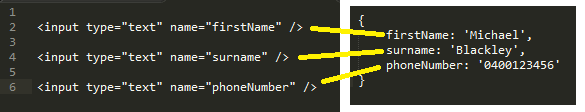 1
2 <input type="text" name="firstName" />
3
4 <input type="text" name="surname" />
5
6 <input type="text" name="phoneNumber" />
{
firstName: 'Michael',
surname: 'Blackley',
phoneNumber: '0400123456'
}